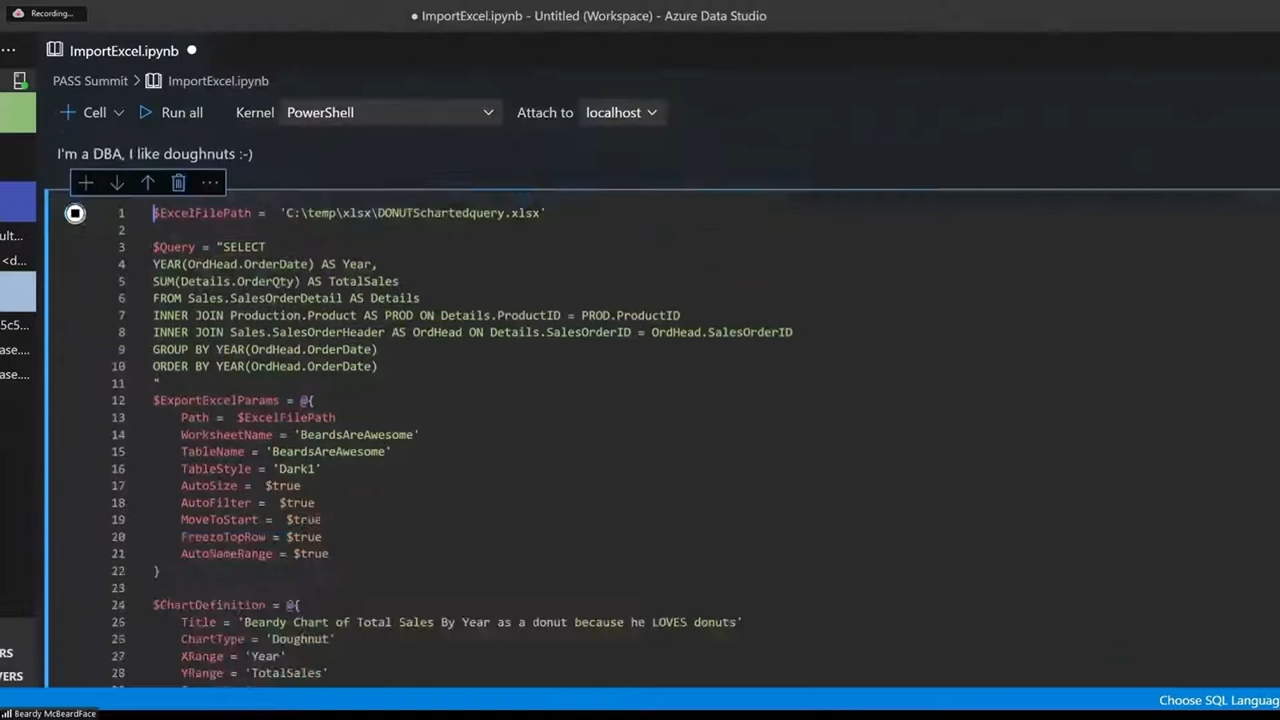 Recording...
● ImportExcel.ipynb - Untitled (Workspace) - Azure Data Studio
ImportExcel.ipynb ●
PASS Summit > ImportExcel.ipynb
+ Cell Run all Kernel PowerShell Attach to localhost
I'm a DBA, I like doughnuts :-)
1 $ExcelFilePath = 'C:\temp\xlsx\DONUTSchartedquery.xlsx'
2
3 $Query = "SELECT
4 YEAR(OrdHead.OrderDate) AS Year,
5 SUM(Details.OrderQty) AS TotalSales
6 FROM Sales.SalesOrderDetail AS Details
7 INNER JOIN Production.Product AS PROD ON Details.ProductID = PROD.ProductID
8 INNER JOIN Sales.SalesOrderHeader AS OrdHead ON Details.SalesOrderID = OrdHead.SalesOrderID
9 GROUP BY YEAR(OrdHead.OrderDate)
10 ORDER BY YEAR(OrdHead.OrderDate)
11 "
12 $ExportExcelParams = @{
13 Path = $ExcelFilePath
14 WorksheetName = 'BeardsAreAwesome'
15 TableName = 'BeardsAreAwesome'
16 TableStyle = 'Dark1'
17 AutoSize = $true
18 AutoFilter = $true
19 MoveToStart = $true
20 FreezeTopRow = $true
21 AutoNameRange = $true
22 }
23
24 $ChartDefinition = @{
25 Title = 'Beardy Chart of Total Sales By Year as a donut because he LOVES donuts'
26 ChartType = 'Doughnut'
27 XRange = 'Year'
28 YRange = 'TotalSales'
ult...
<d...
5c5...
ase....
ase....
RS
VERS
Choose SQL Languag
Beardy McBeardFace